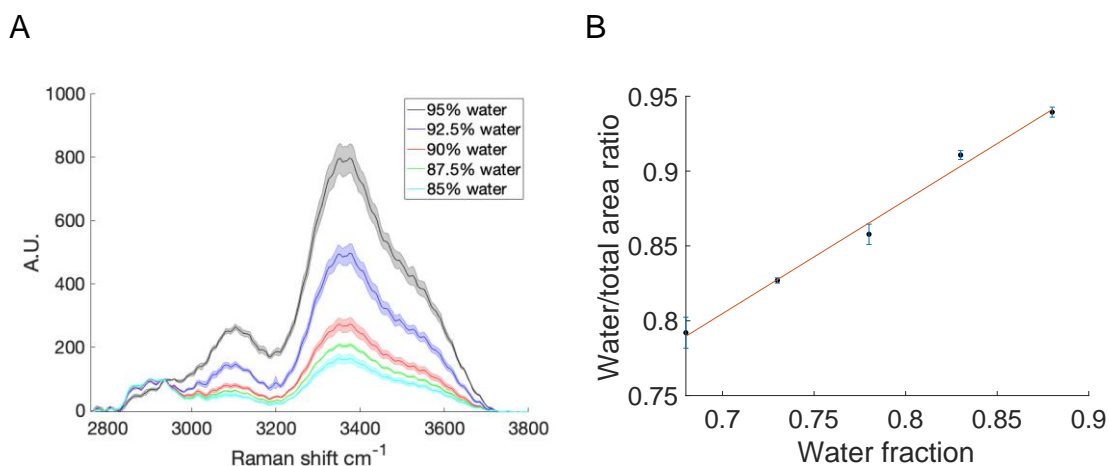 A
1000
800
600
400
200
0
A.U.
95% water
92.5% water
90% water
87.5% water
85% water
2800 3000 3200 3400 3600 3800
Raman shift cm-1
B
0.95
0.9
0.85
0.8
0.75
Water/total area ratio
0.7 0.75 0.8 0.85 0.9
Water fraction